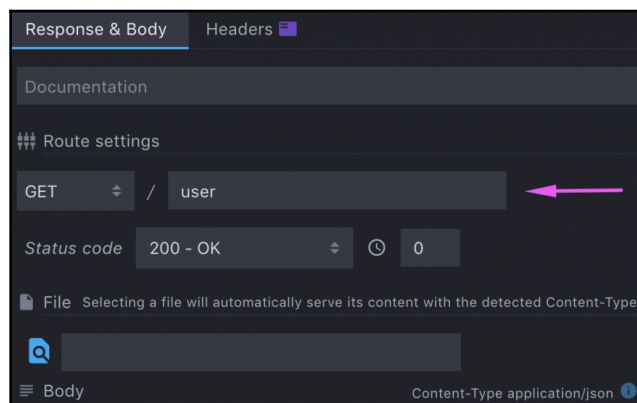 Response & Body Headers
Documentation
Route settings
GET / user
Status code 200 - OK 0
File Selecting a file will automatically serve its content with the detected Content-Type
Body Content-Type application/json